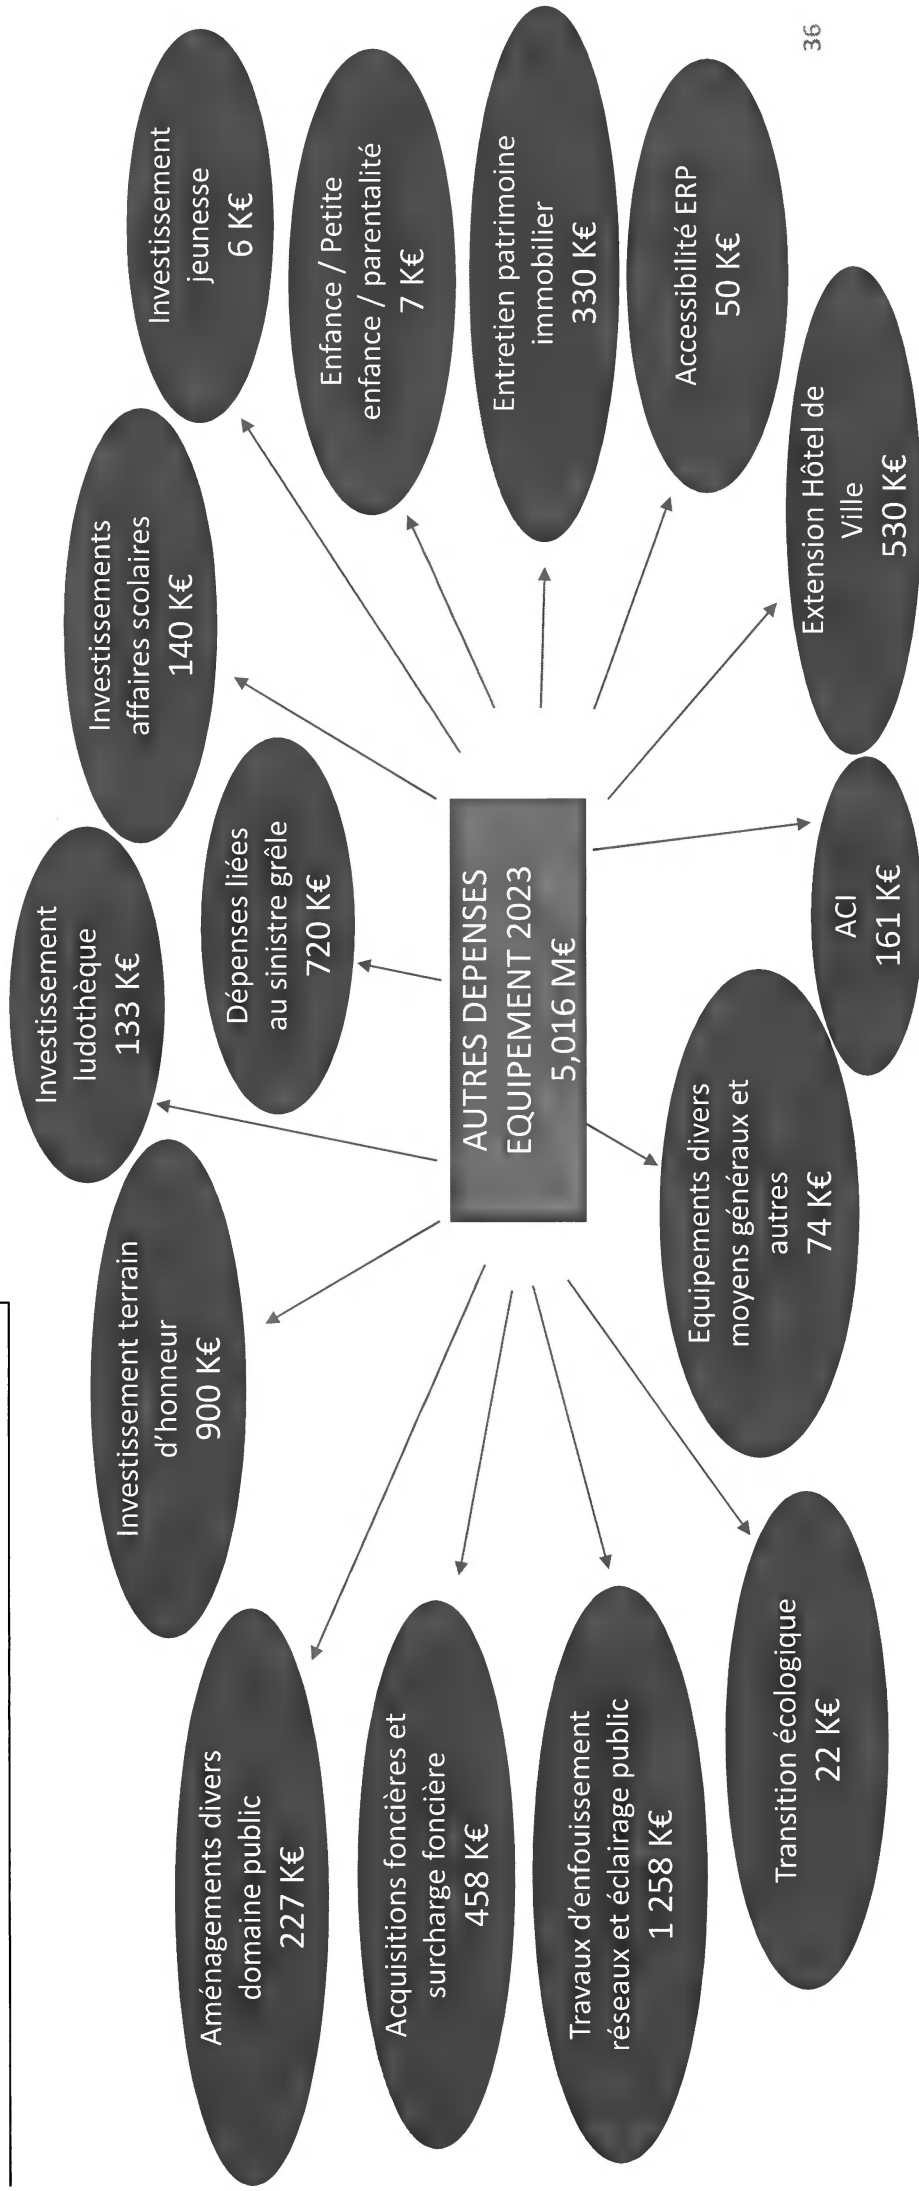 Investissement
ludothèque
133 K€
Investissements
affaires scolaires
140 K€
Investissement
jeunesse
6 K€
Investissement terrain
d'honneur
900 K€
Dépenses liées
au sinistre grêle
720 K€
Enfance / Petite
enfance / parentalité
7 K€
Aménagements divers
domaine public
227 K€
Acquisitions foncières et
surcharge foncière
458 K€
AUTRES DEPENSES
EQUIPEMENT 2023
5,016 M€
Entretien patrimoine
immobilier
330 K€
Travaux d'enfouissement
réseaux et éclairage public
1 258 K€
Accessibilité ERP
50 K€
Transition écologique
22 K€
Equipements divers
moyens généraux et
autres
74 K€
ACI
161 K€
Extension Hôtel de
Ville
530 K€
36